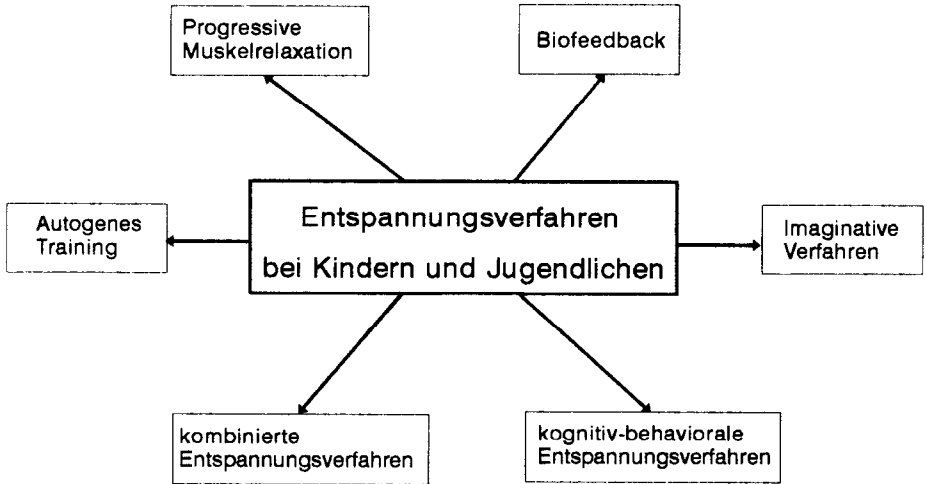 Progressive
Muskelrelaxation
Biofeedback
Entspannungsverfahren
bei Kindern und Jugendlichen
Autogenes
Training
Imaginative
Verfahren
kombinierte
Entspannungsverfahren
kognitiv-behaviorale
Entspannungsverfahren